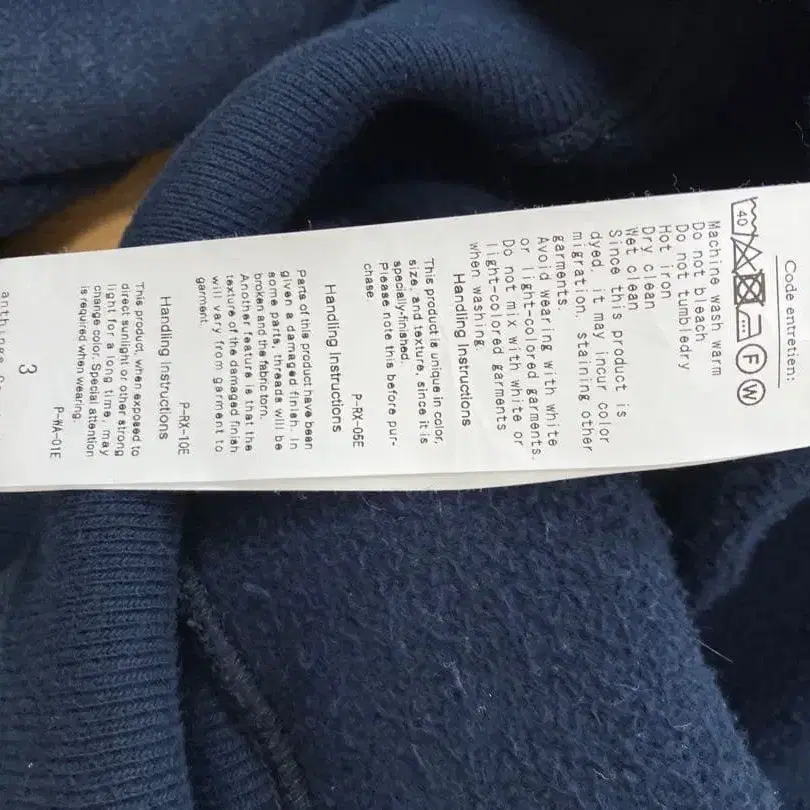 Code entretien:
40 F W
Machine wash warm
Do not bleach
Do not tumbledry
Hot iron
Dry clean
Wet clean
Since this product is
dyed, it may incur color
migration, staining other
garments.
Avoid wearing with white
or light-colored garments.
Do not mix with white or
light-colored garments
when washing.
Handling Instructions
This product is unique in color,
size, and texture, since it is
specially-finished.
Please note this before pur-
chase.
P-RX-05E
Handling Instructions
Parts of this product have been
given a damaged finish. In
some parts, threads will be
broken and the fabric torn.
Another feature is that the
texture of the damaged finish
will vary from garment to
garment.
P-RX-10E
Handling Instructions
This product, when exposed to
direct sunlight or other strong
light for a long time, may
change color. Special attention
is required when wearing.
P-WA-01E
3